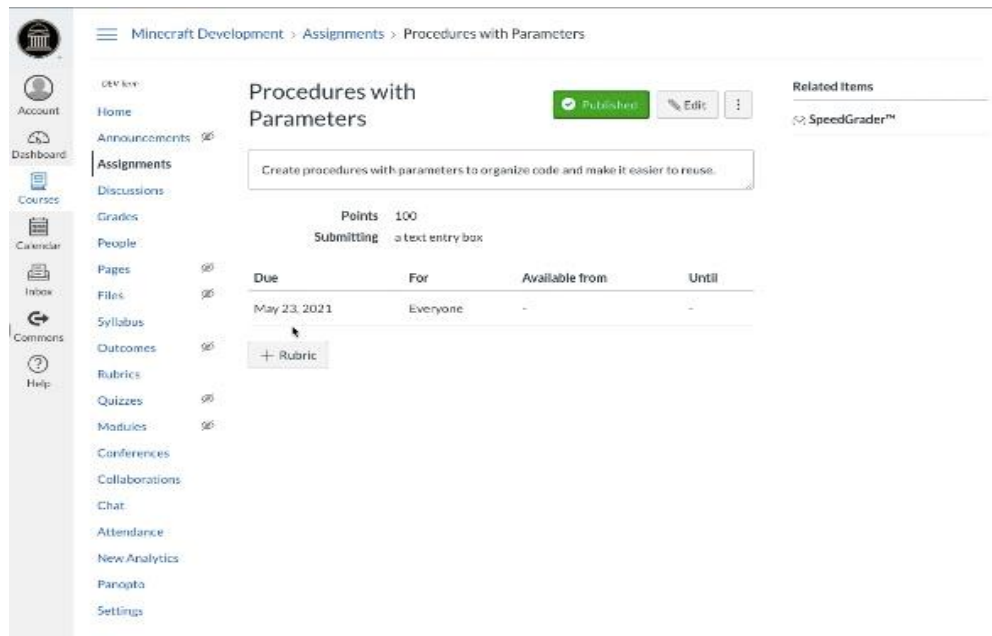 Minecraft Development > Assignments > Procedures with Parameters
Account
Dashboard
Courses
Calendar
Inbox
Commons
Help
Home
Announcements
Assignments
Discussions
Grades
People
Pages
Files
Syllabus
Outcomes
Rubrics
Quizzes
Modules
Conferences
Collaborations
Chat
Attendance
New Analytics
Panopto
Settings
Procedures with
Parameters
Published
Edit
Create procedures with parameters to organize code and make it easier to reuse.
Points 100
Submitting a text entry box
Due For Available from Until
May 23, 2021 Everyone - -
+ Rubric
Related Items
SpeedGrader™